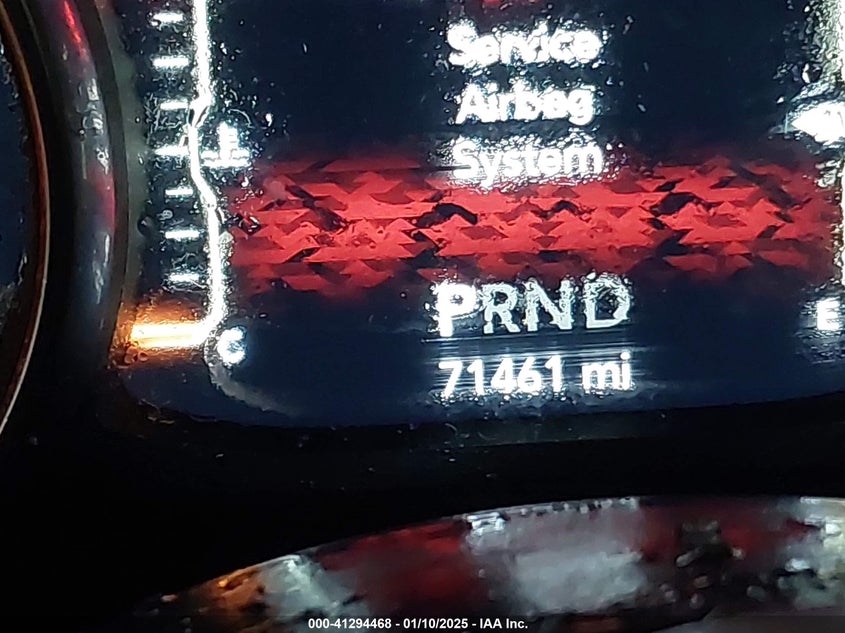 Service
Airbag
System
PRND
71461 mi
C
E
000-41294468 - 01/10/2025 - IAA Inc.